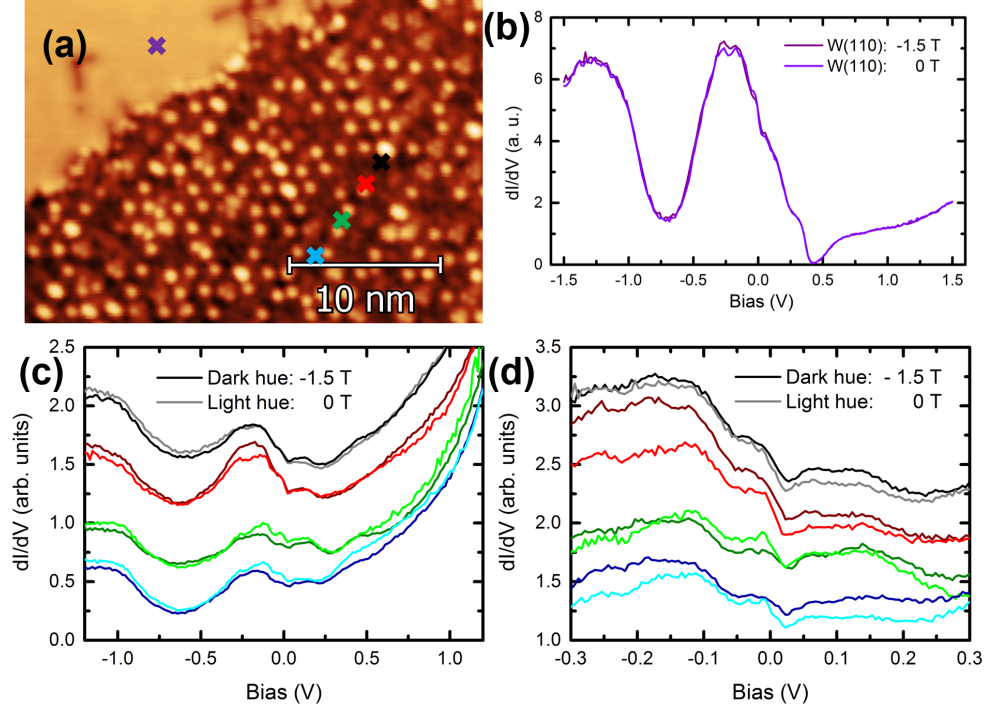 (a)
10 nm
(b)
8
6
4
2
0
dI/dV (a. u.)
W(110): -1.5 T
W(110): 0 T
-1.5 -1.0 -0.5 0.0 0.5 1.0 1.5
Bias (V)
(c)
2.5
2.0
1.5
1.0
0.5
0.0
dI/dV (arb. units)
Dark hue: -1.5 T
Light hue: 0 T
-1.0 -0.5 0.0 0.5 1.0
Bias (V)
(d)
3.5
3.0
2.5
2.0
1.5
1.0
dI/dV (arb. units)
Dark hue: - 1.5 T
Light hue: 0 T
-0.3 -0.2 -0.1 0.0 0.1 0.2 0.3
Bias (V)